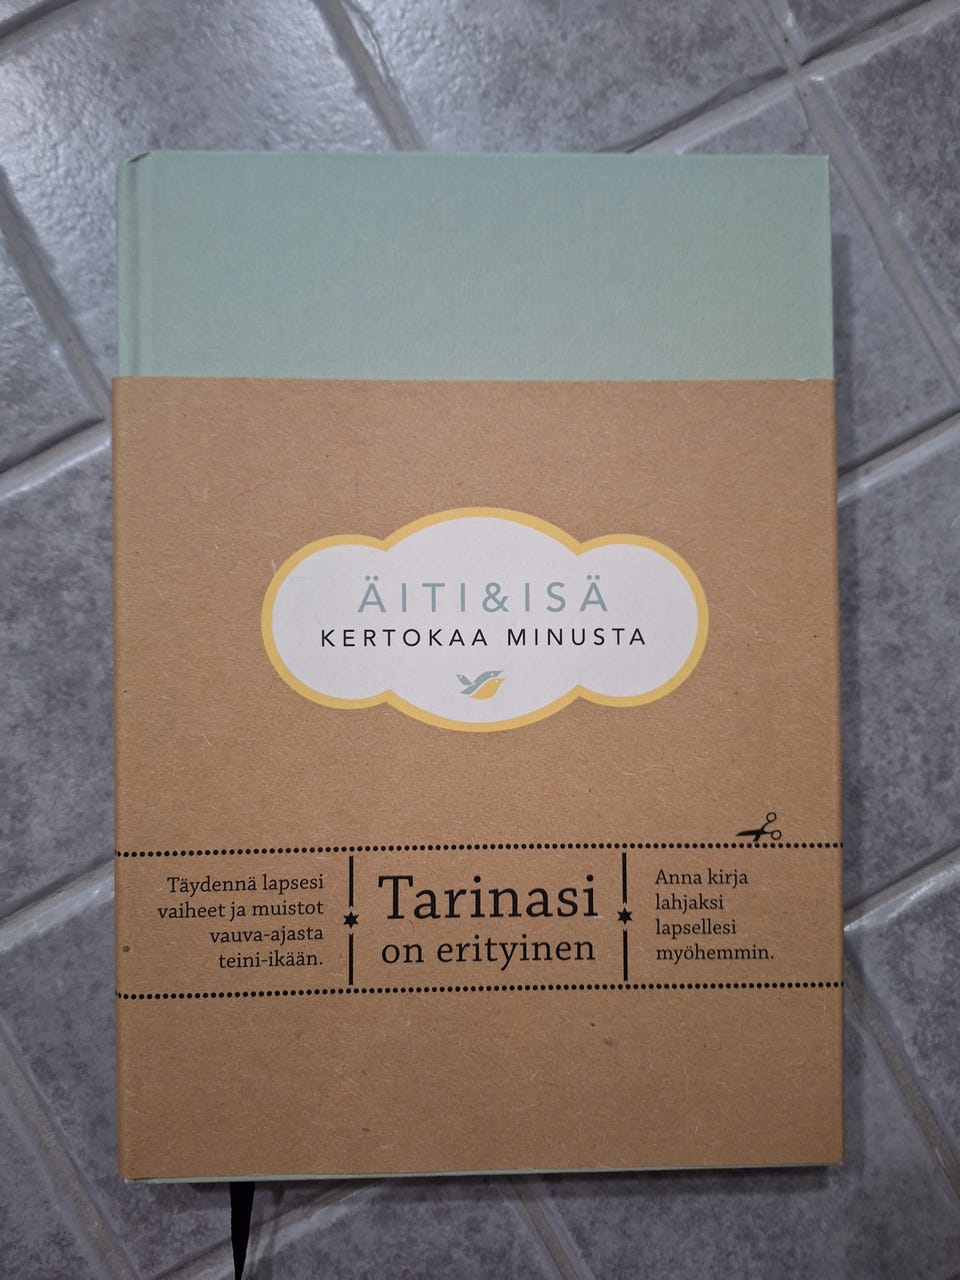 ÄITI&ISÄ
KERTOKAA MINUSTA
Täydennä lapsesi
vaiheet ja muistot
vauva-ajasta
teini-ikään.
Tarinasi
on erityinen
Anna kirja
lahjaksi
lapsellesi
myöhemmin.